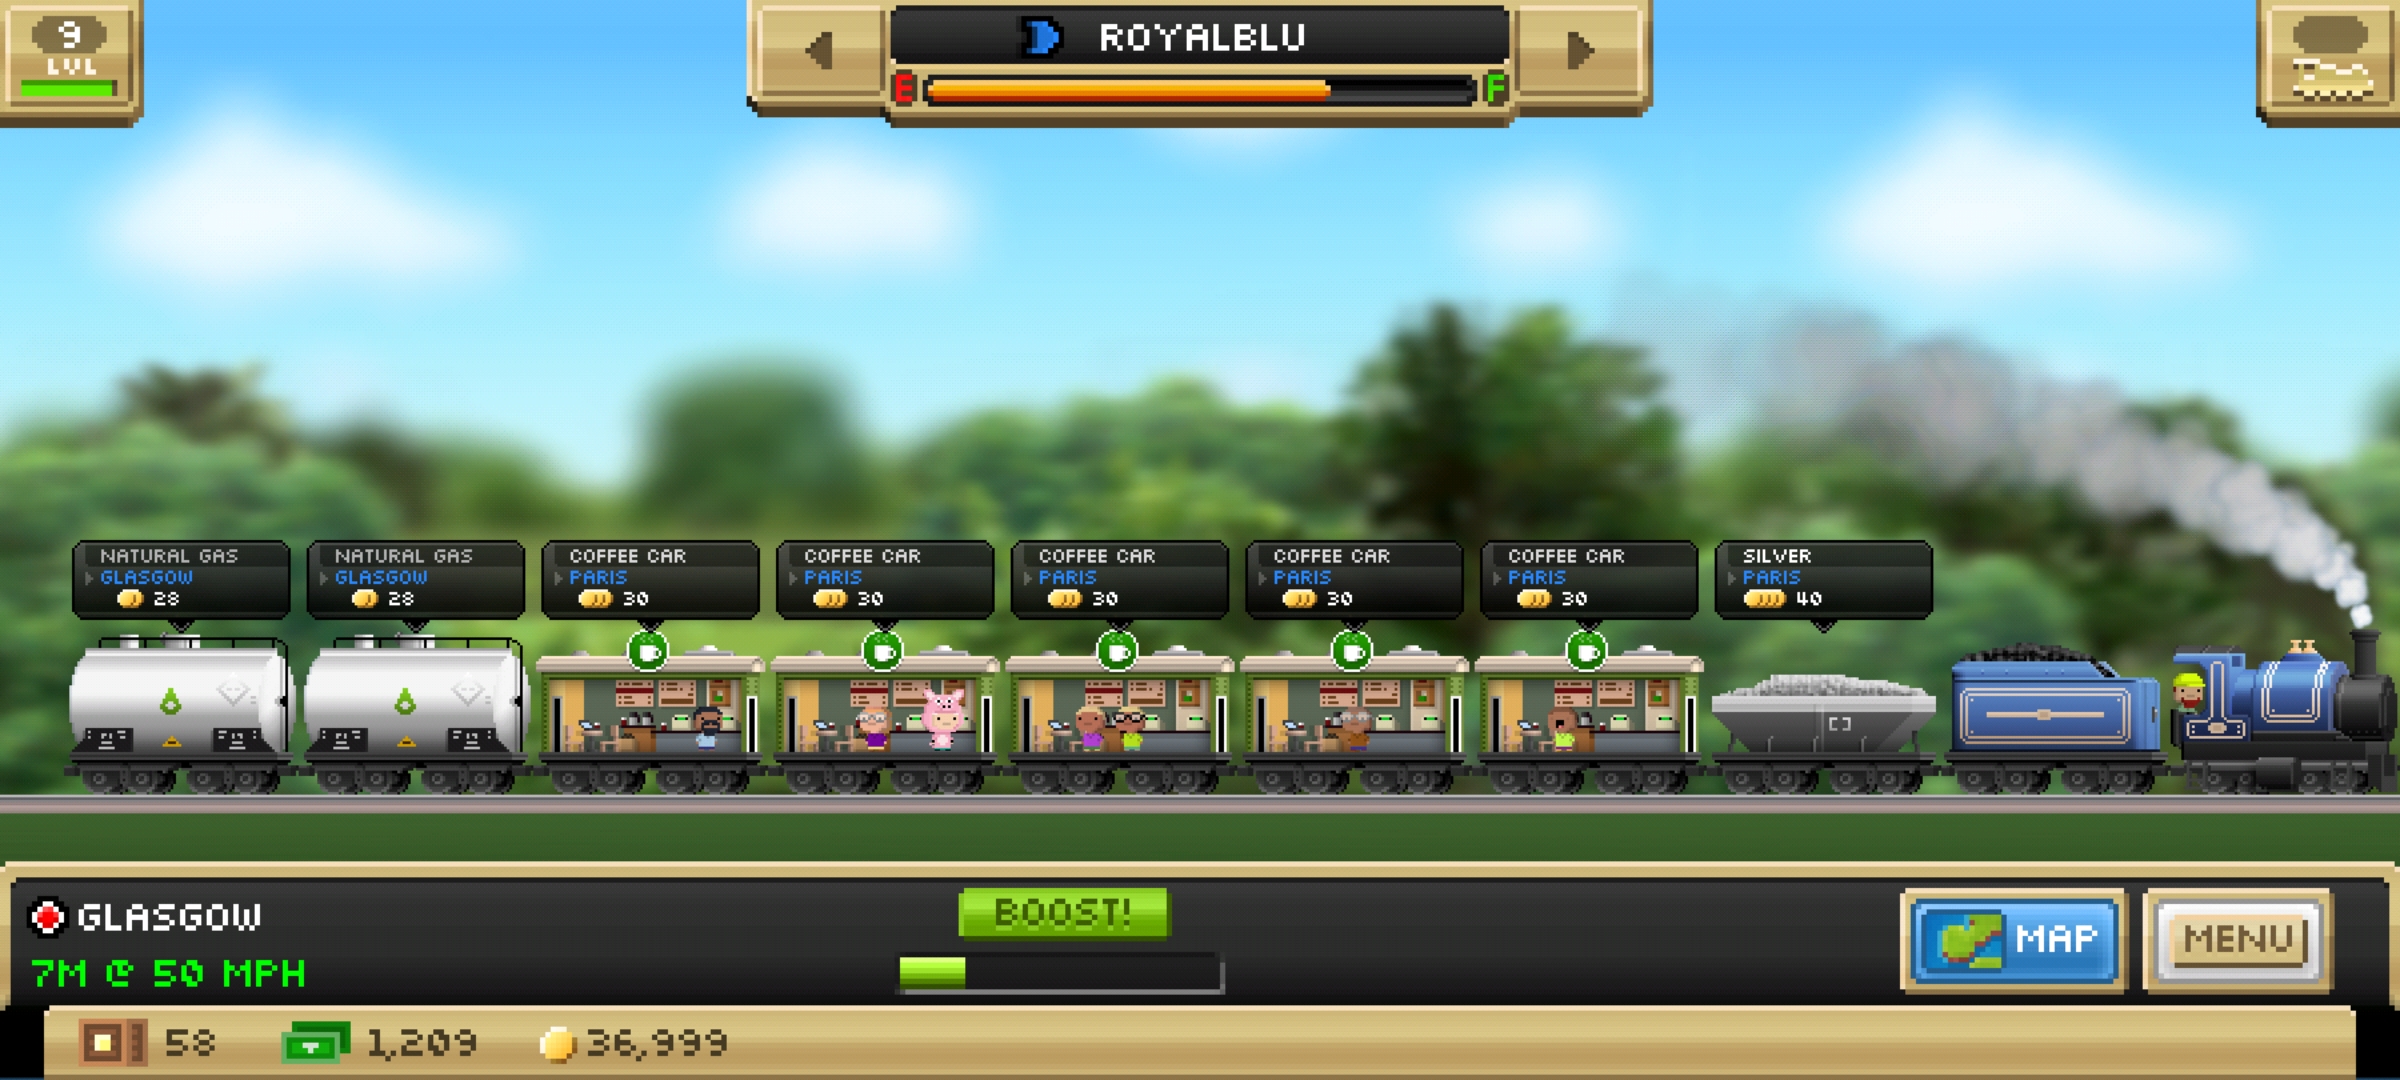 9
LVL
ROYALBLU
E F
NATURAL GAS
GLASGOW
28
NATURAL GAS
GLASGOW
28
COFFEE CAR
PARIS
30
COFFEE CAR
PARIS
30
COFFEE CAR
PARIS
30
COFFEE CAR
PARIS
30
COFFEE CAR
PARIS
30
SILVER
PARIS
40
GLASGOW
7M @ 50 MPH
BOOST!
MAP
MENU
58
1,209
36,999